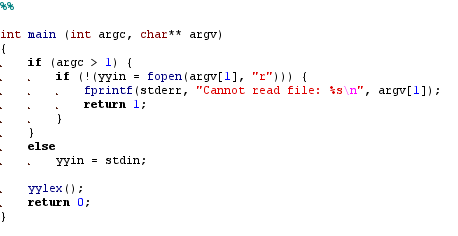 %%

int main (int argc, char** argv)
{
    if (argc > 1) {
        if (!(yyin = fopen(argv[1], "r"))) {
            fprintf(stderr, "Cannot read file: %s\n", argv[1]);
            return 1;
        }
    }
    else
        yyin = stdin;

    yylex();
    return 0;
}